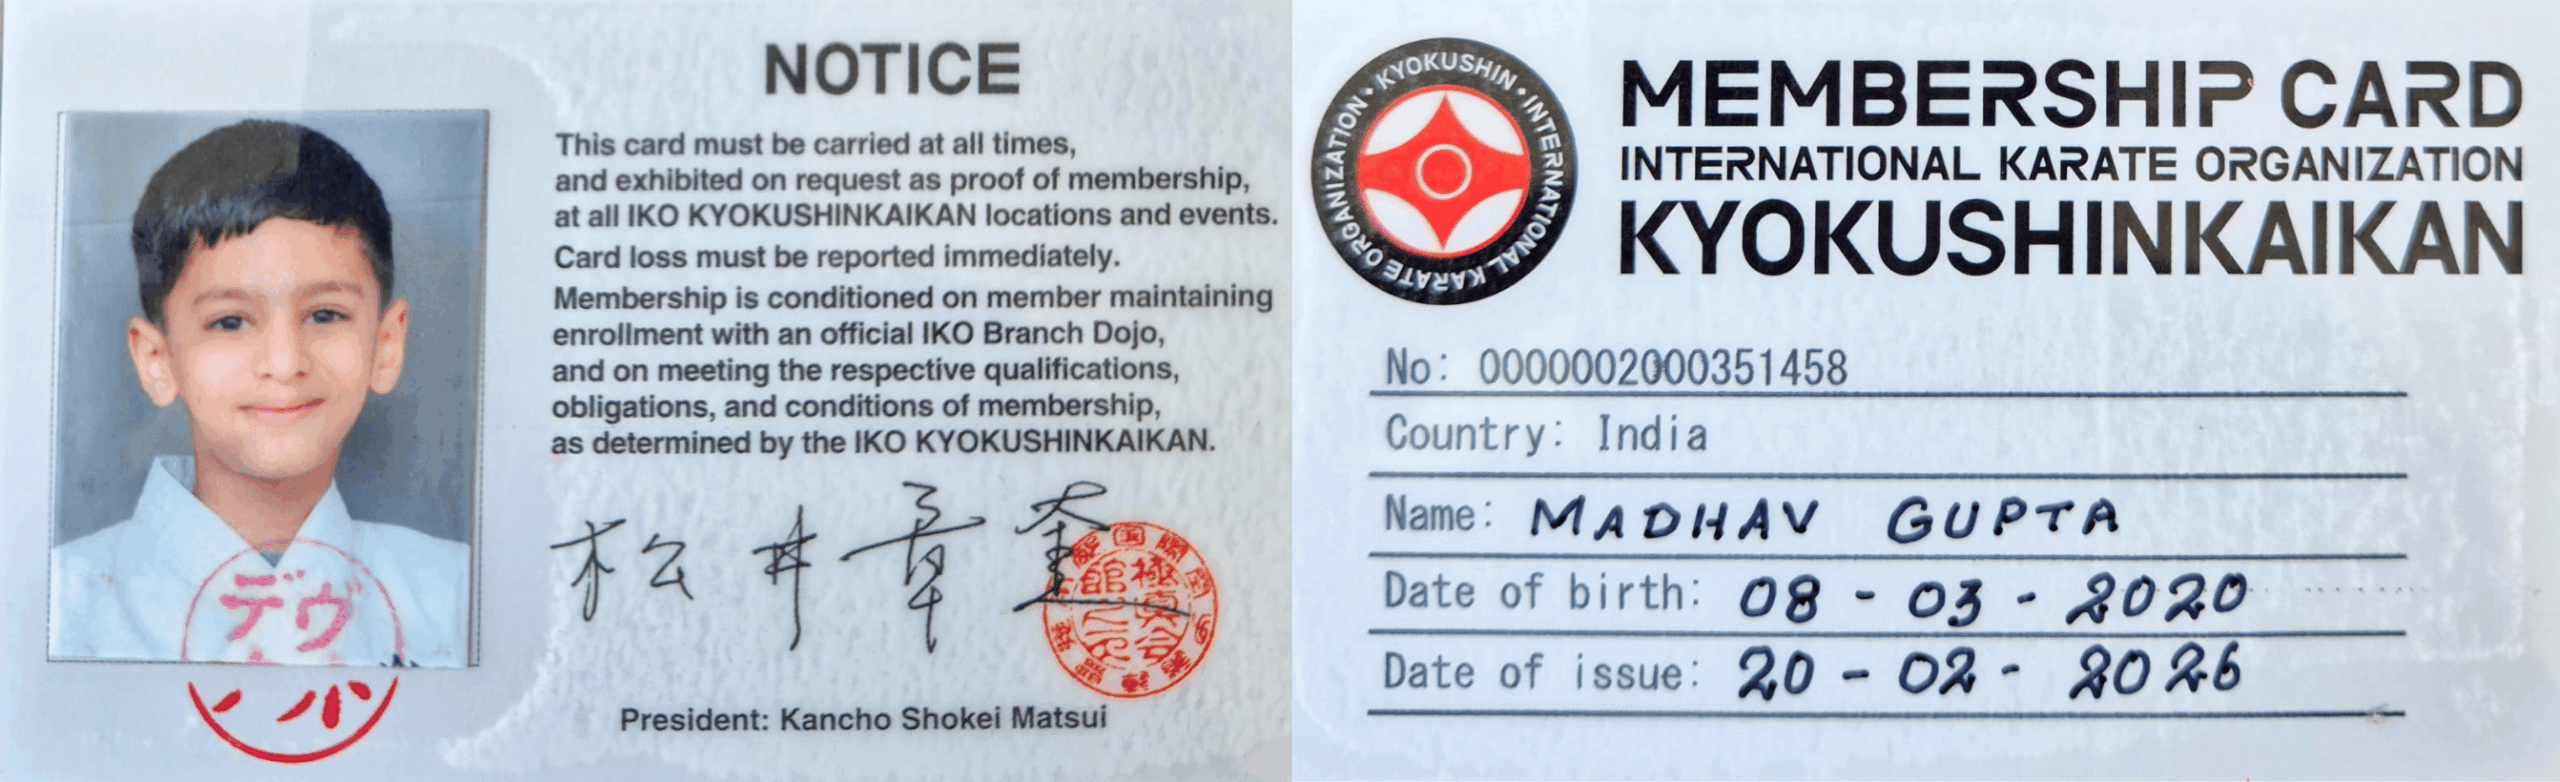 NOTICE
This card must be carried at all times,
and exhibited on request as proof of membership,
at all IKO KYOKUSHINKAIKAN locations and events.
Card loss must be reported immediately.
Membership is conditioned on member maintaining
enrollment with an official IKO Branch Dojo,
and on meeting the respective qualifications,
obligations, and conditions of membership,
as determined by the IKO KYOKUSHINKAIKAN.
松井章奎
President: Kancho Shokei Matsui
デヴ
KYOKUSHIN • INTERNATIONAL KARATE ORGANIZATION •
MEMBERSHIP CARD
INTERNATIONAL KARATE ORGANIZATION
KYOKUSHINKAIKAN
No: 0000002000351458
Country: India
Name: MADHAV GUPTA
Date of birth: 08 - 03 - 2020
Date of issue: 20 - 02 - 2026